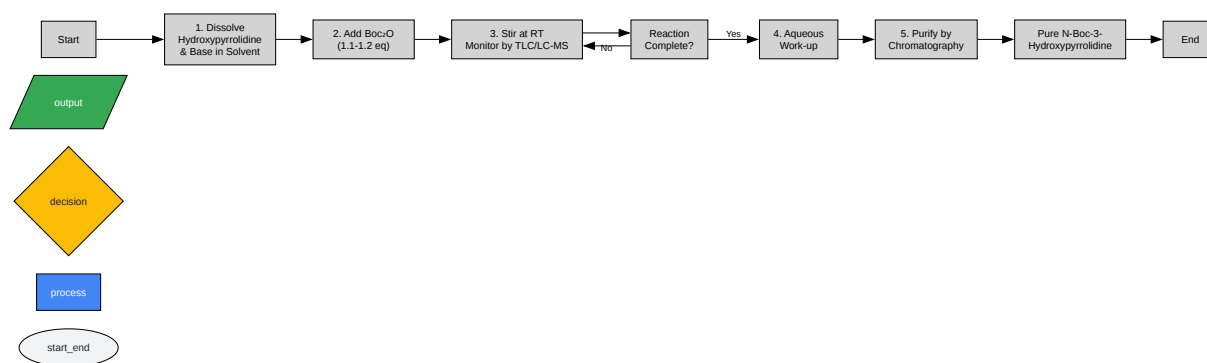 Start
1. Dissolve
Hydroxypyrrolidine
& Base in Solvent
2. Add Boc₂O
(1.1-1.2 eq)
3. Stir at RT
Monitor by TLC/LC-MS
No
Reaction
Complete?
Yes
4. Aqueous
Work-up
5. Purify by
Chromatography
Pure N-Boc-3-
Hydroxypyrrolidine
End
output
decision
process
start_end